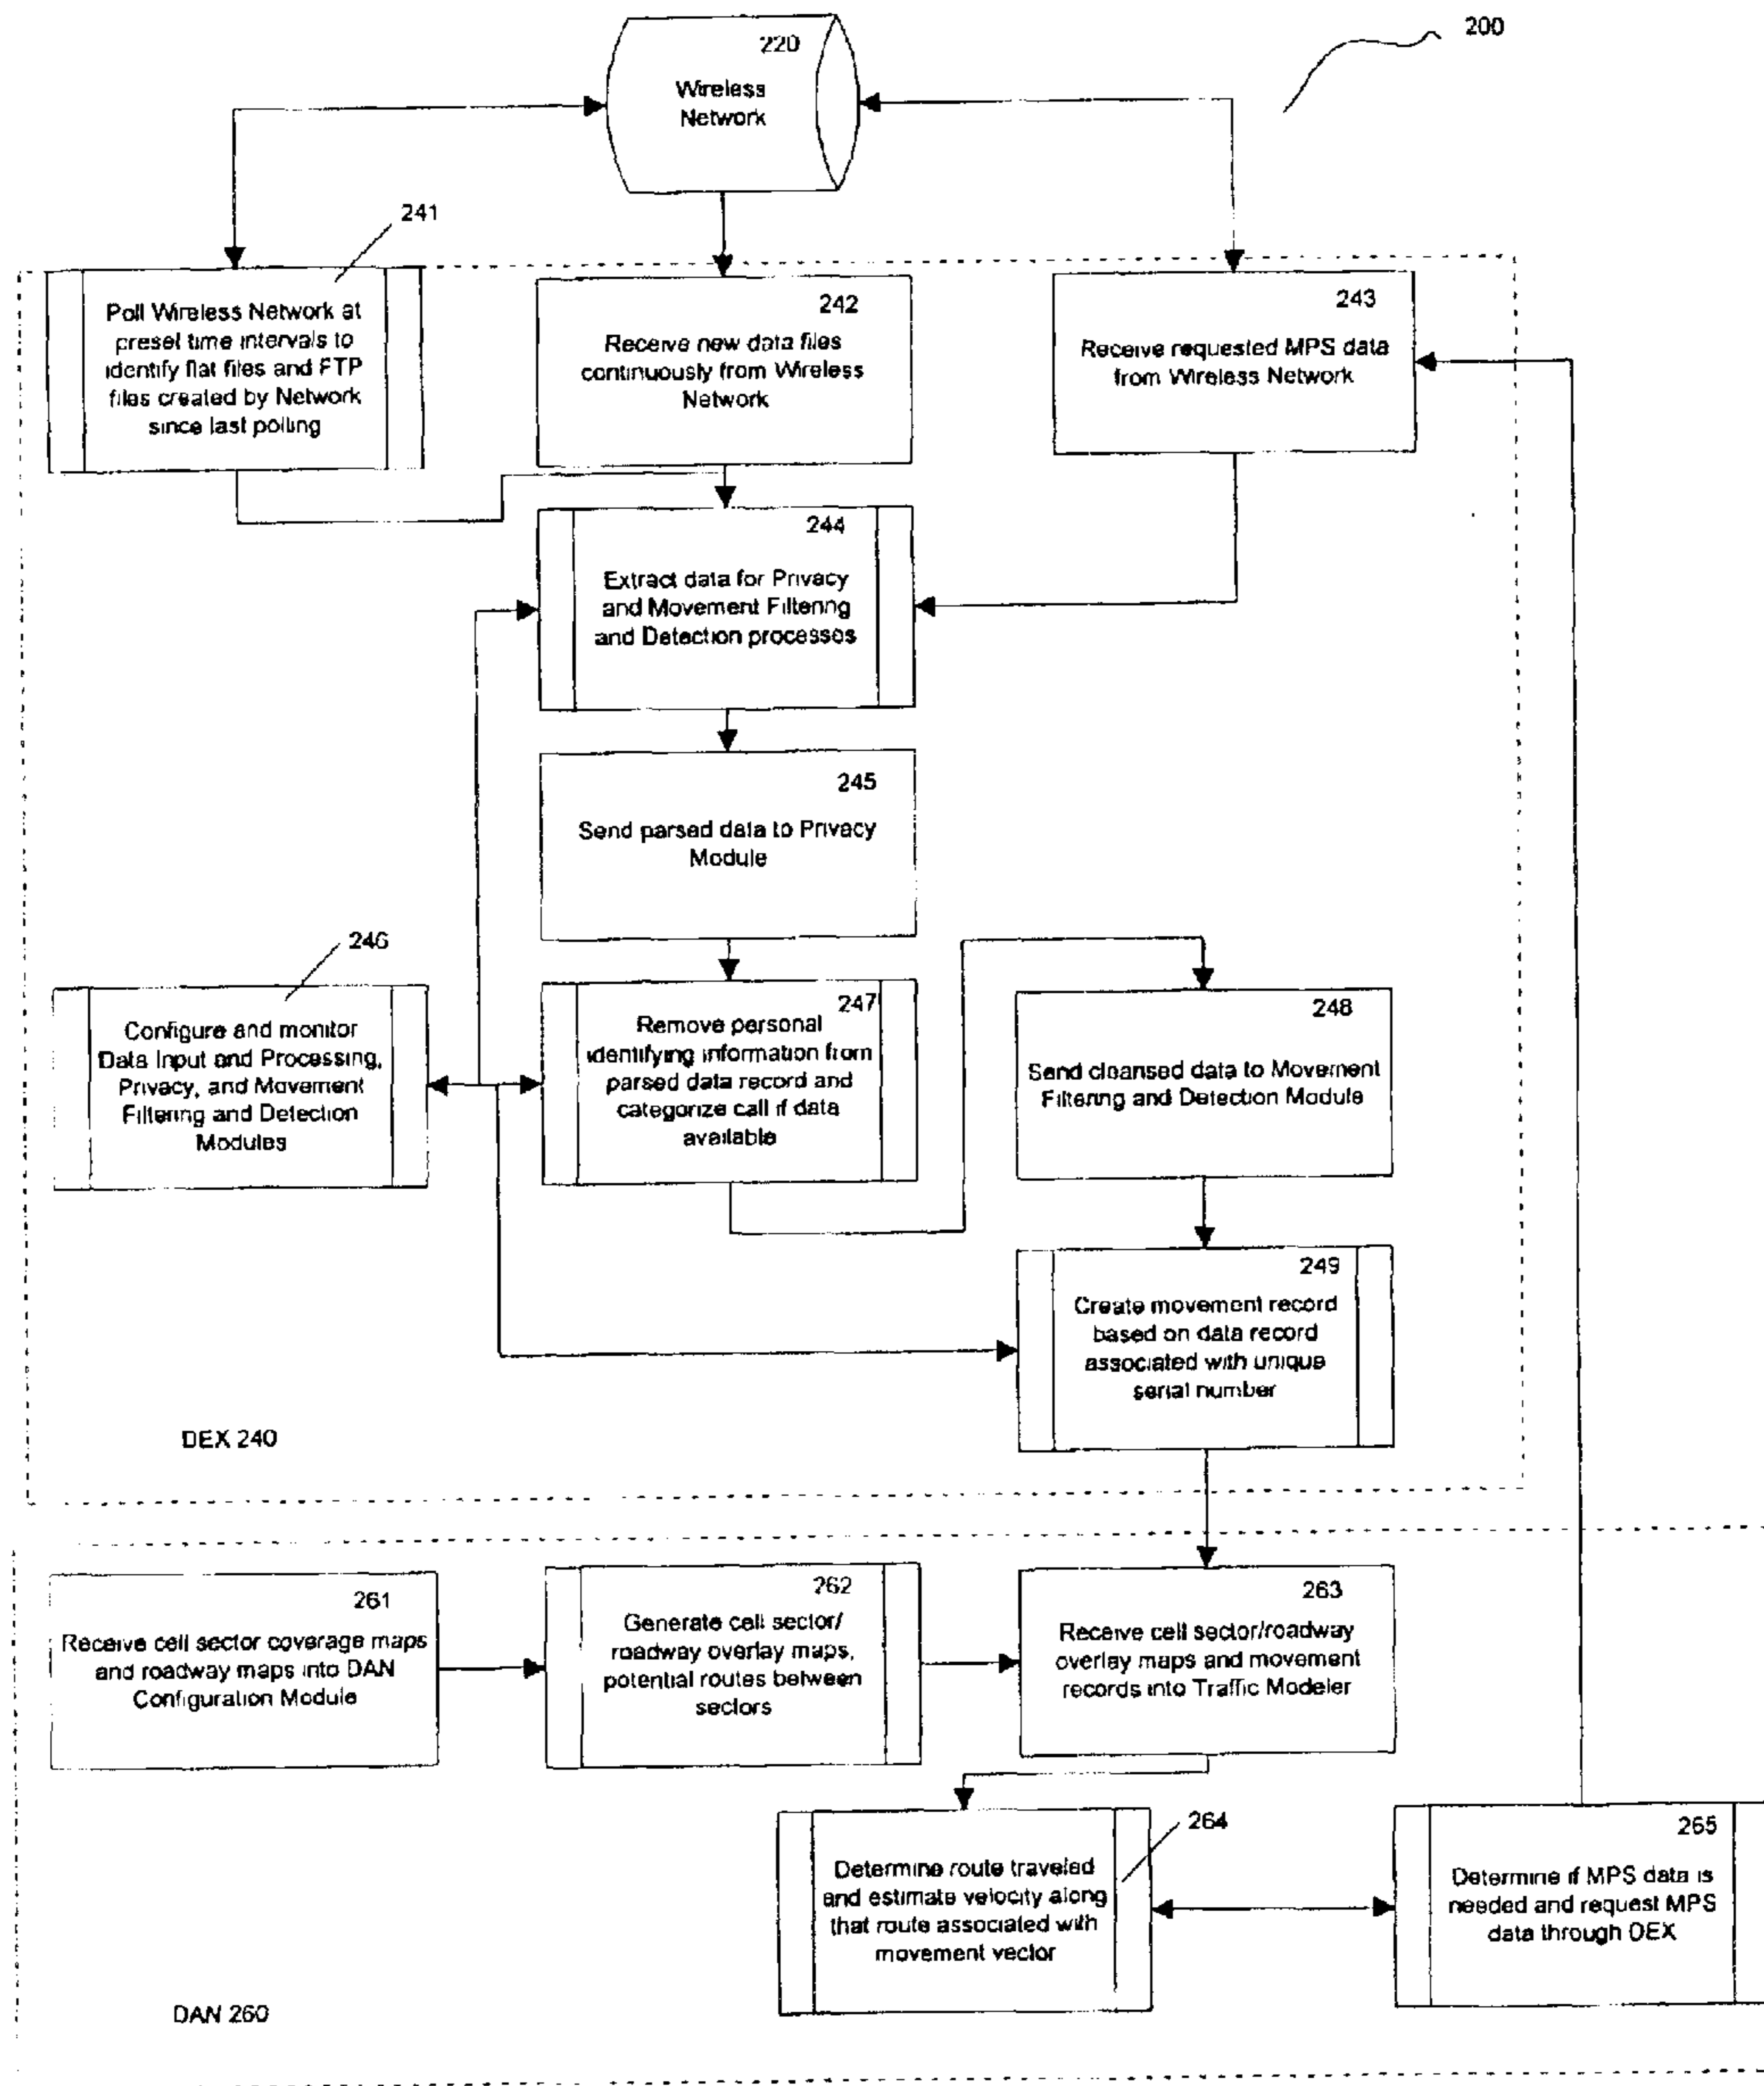 200
220
Wireless
Network
241
Poll Wireless Network at
preset time intervals to
identify flat files and FTP
files created by Network
since last polling
242
Receive new data files
continuously from Wireless
Network
243
Receive requested MPS data
from Wireless Network
244
Extract data for Privacy
and Movement Filtering
and Detection processes
245
Send parsed data to Privacy
Module
246
Configure and monitor
Data Input and Processing,
Privacy, and Movement
Filtering and Detection
Modules
247
Remove personal
identifying information from
parsed data record and
categorize call if data
available
248
Send cleansed data to Movement
Filtering and Detection Module
249
Create movement record
based on data record
associated with unique
serial number
DEX 240
261
Receive cell sector coverage maps
and roadway maps into DAN
Configuration Module
262
Generate cell sector/
roadway overlay maps,
potential routes between
sectors
263
Receive cell sector/roadway
overlay maps and movement
records into Traffic Modeler
264
Determine route traveled
and estimate velocity along
that route associated with
movement vector
265
Determine if MPS data is
needed and request MPS
data through DEX
DAN 260